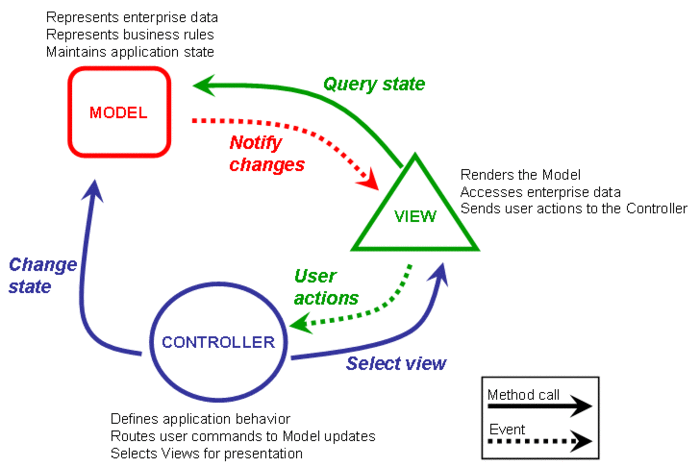 Represents enterprise data
Represents business rules
Maintains application state
MODEL
Query state
Notify
changes
Renders the Model
Accesses enterprise data
Sends user actions to the Controller
VIEW
Change
state
User
actions
CONTROLLER
Select view
Defines application behavior
Routes user commands to Model updates
Selects Views for presentation
Method call
Event